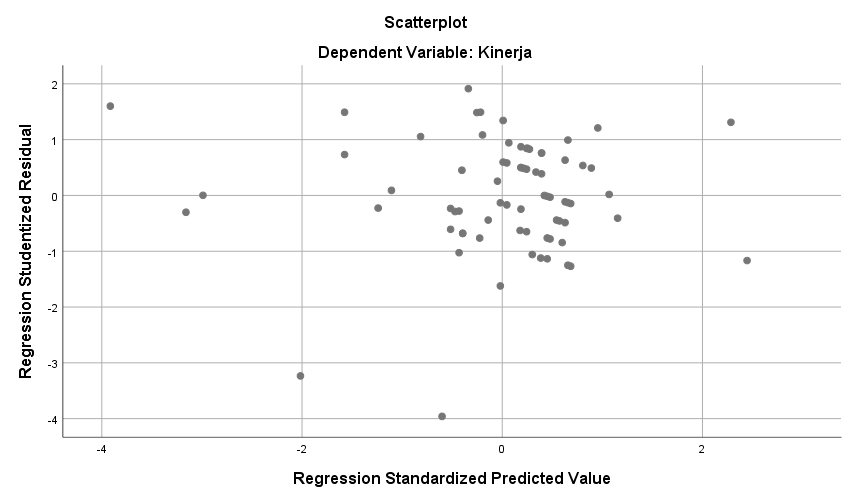 Scatterplot
Dependent Variable: Kinerja
Regression Studentized Residual
2
1
0
-1
-2
-3
-4
-4
-2
0
2
Regression Standardized Predicted Value